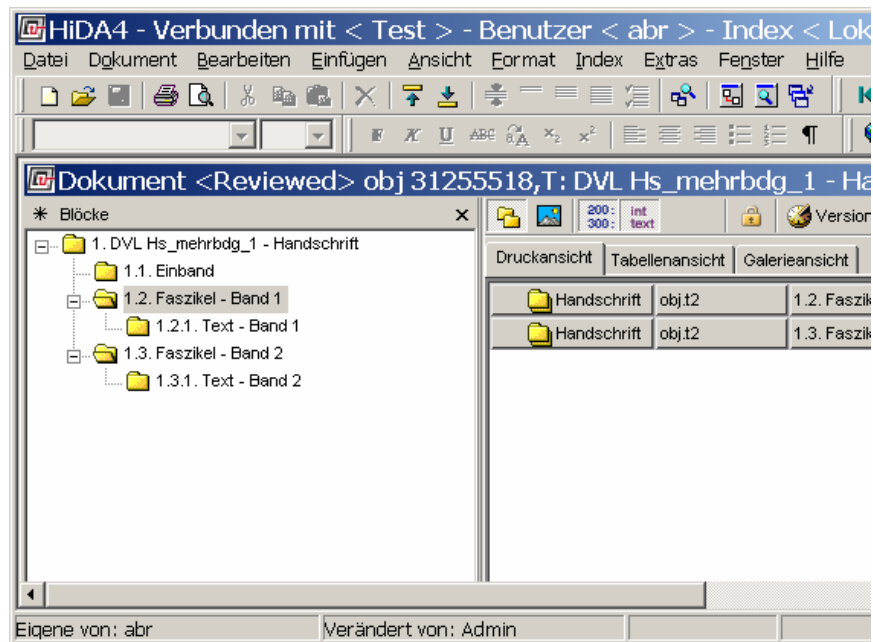 HiDA4 - Verbunden mit < Test > - Benutzer < abr > - Index < Lok
Datei Dokument Bearbeiten Einfügen Ansicht Format Index Extras Fenster Hilfe
F K U ABC x₂ x² ¶
Dokument <Reviewed> obj 31255518,T: DVL Hs_mehrbdg_1 - Ha
Blöcke
1. DVL Hs_mehrbdg_1 - Handschrift
1.1. Einband
1.2. Faszikel - Band 1
1.2.1. Text - Band 1
1.3. Faszikel - Band 2
1.3.1. Text - Band 2
200: int
300: text
Version
Druckansicht Tabellenansicht Galerieansicht
Handschrift obj.t2 1.2. Faszik
Handschrift obj.t2 1.3. Faszik
Eigene von: abr Verändert von: Admin